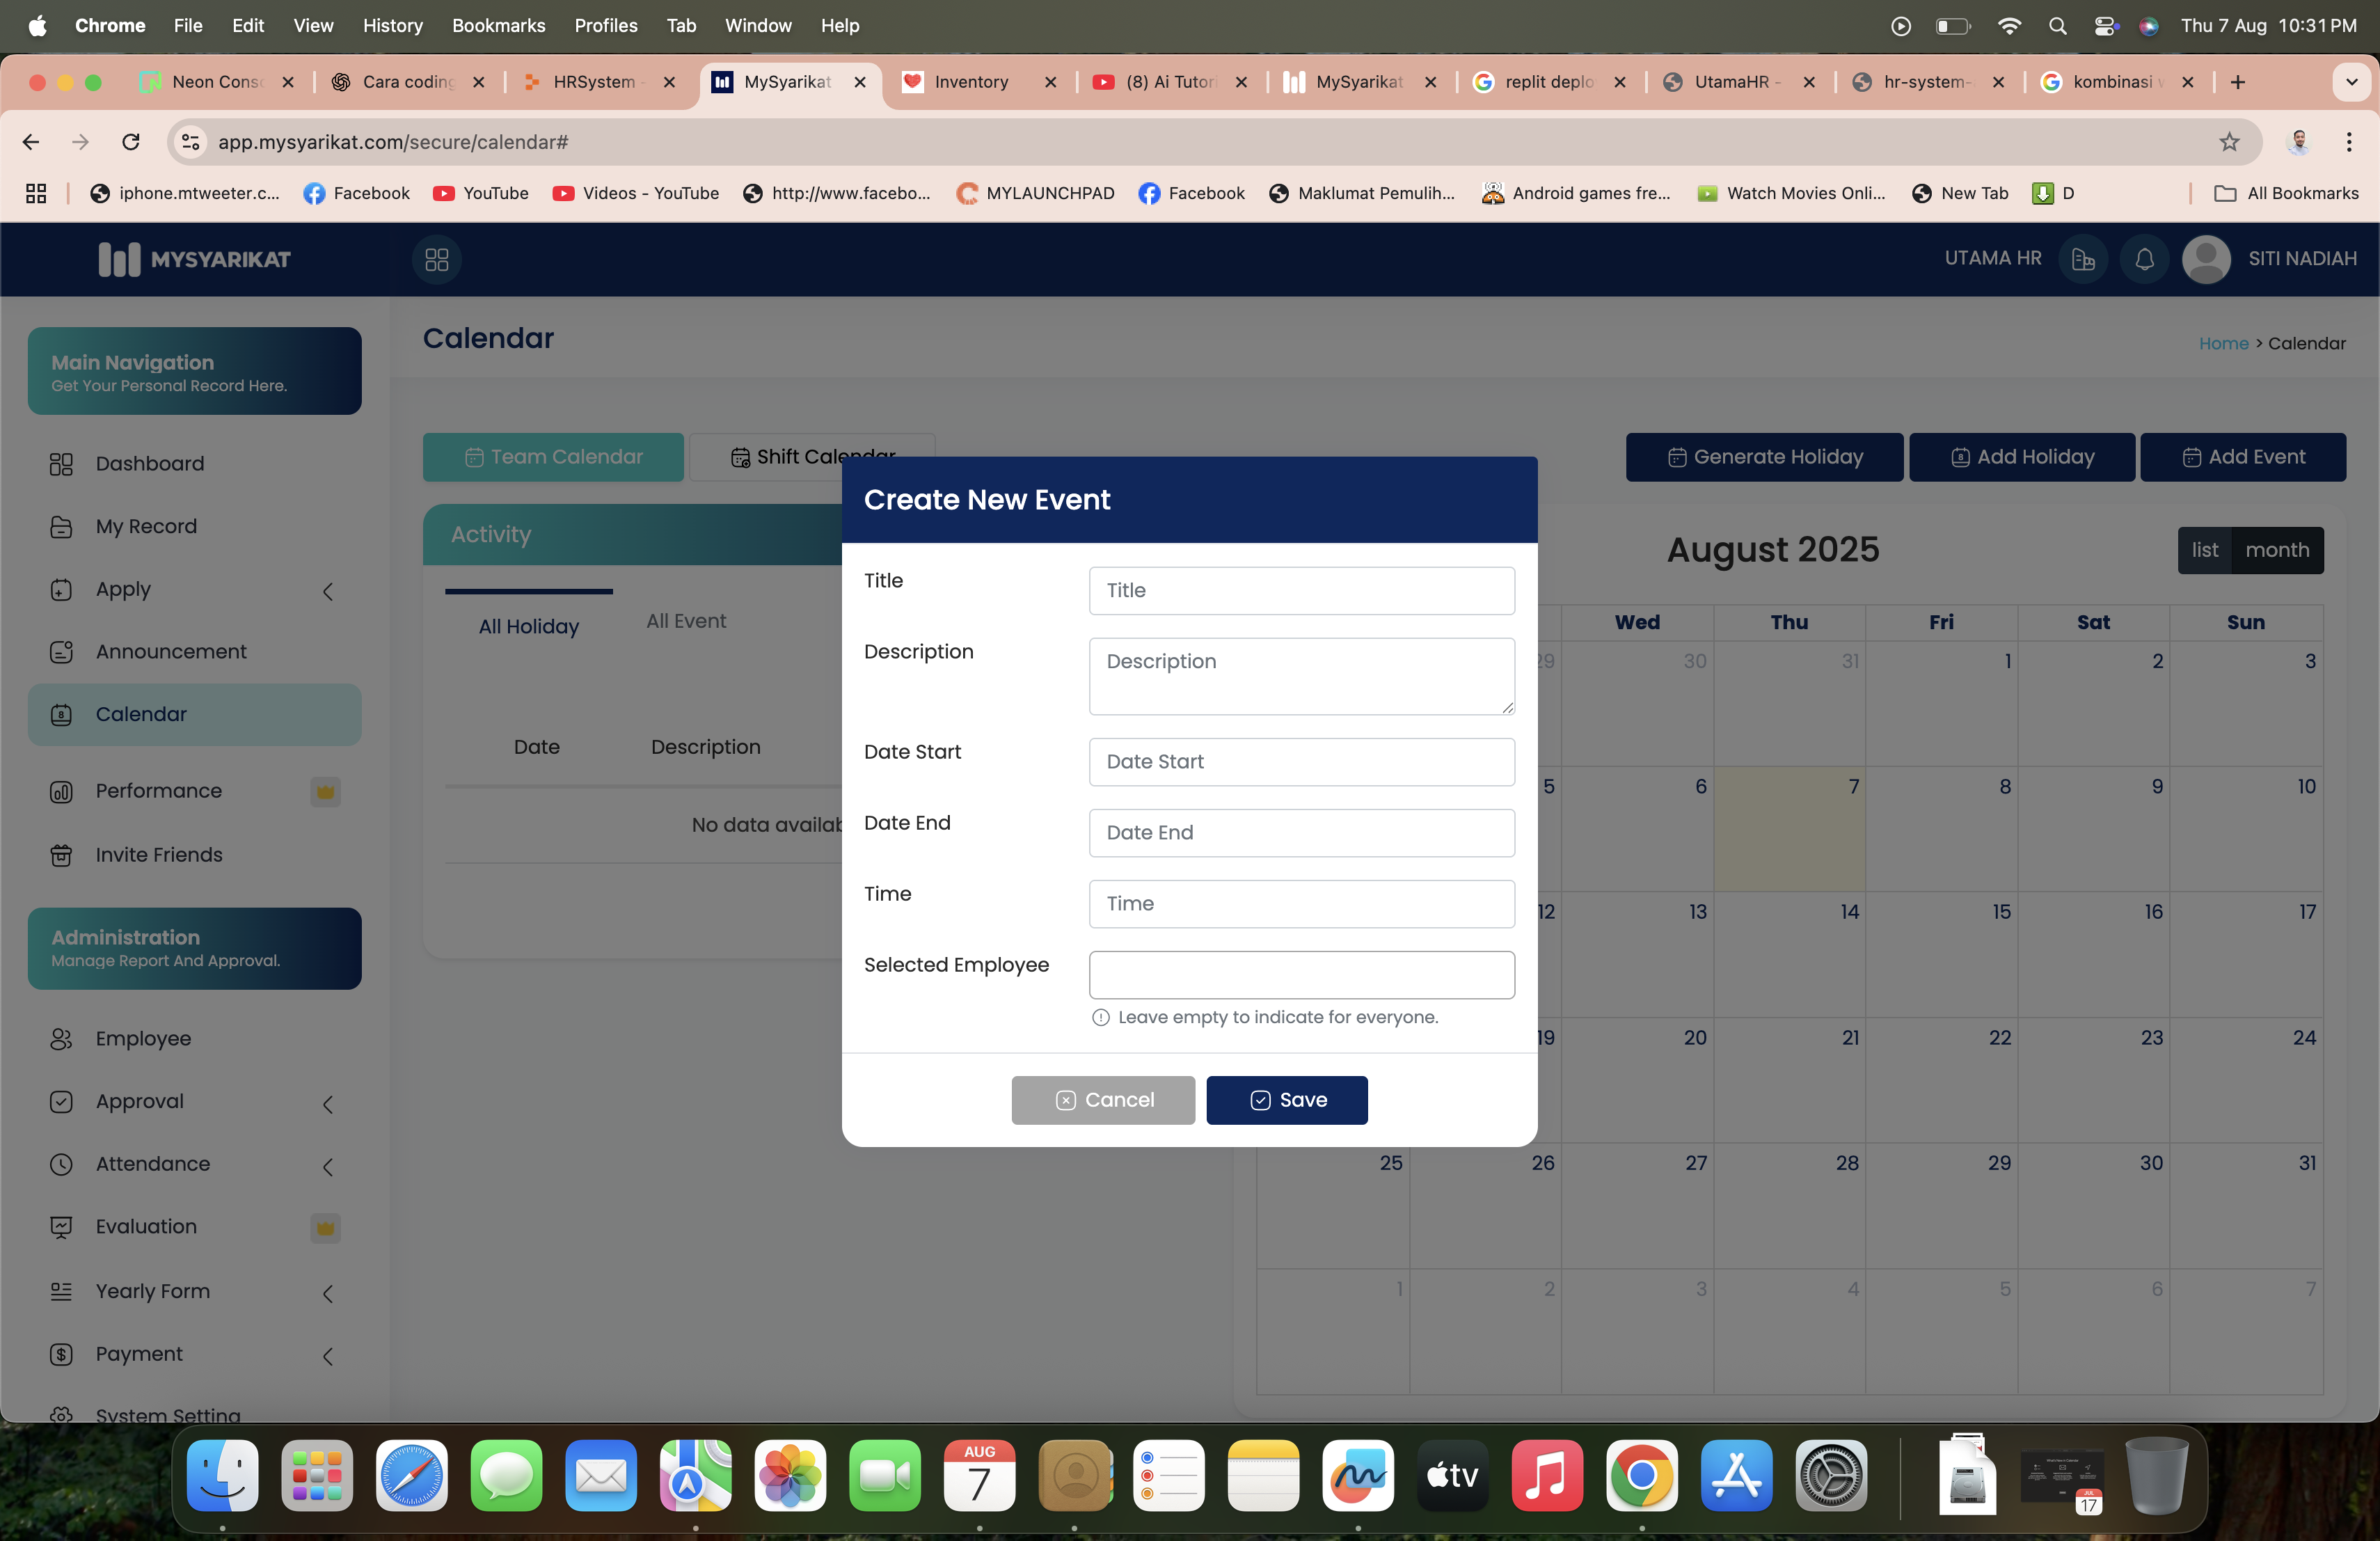 Chrome File Edit View History Bookmarks Profiles Tab Window Help
Thu 7 Aug 10:31 PM
Neon Cons
Cara coding
HRSystem -
MySyarikat
Inventory
(8) Ai Tutori
MySyarikat
replit deplo
UtamaHR -
hr-system-
kombinasi w
app.mysyarikat.com/secure/calendar#
iphone.mtweeter.c...
Facebook
YouTube
Videos - YouTube
http://www.facebo...
MYLAUNCHPAD
Facebook
Maklumat Pemulih...
Android games fre...
Watch Movies Onli...
New Tab
D
All Bookmarks
MYSYARIKAT
UTAMA HR
SITI NADIAH
Main Navigation
Get Your Personal Record Here.
Dashboard
My Record
Apply
Announcement
8
Calendar
Performance
Invite Friends
Administration
Manage Report And Approval.
Employee
Approval
Attendance
Evaluation
Yearly Form
Payment
System Setting
Calendar
Home > Calendar
Team Calendar
Shift Calendar
Generate Holiday
8
Add Holiday
Add Event
Activity
All Holiday
All Event
Date Description
No data availab
Create New Event
Title
Title
Description
Description
Date Start
Date Start
Date End
Date End
Time
Time
Selected Employee
Leave empty to indicate for everyone.
Cancel
Save
August 2025
list month
Wed Thu Fri Sat Sun
29 30 31 1 2 3
5 6 7 8 9 10
12 13 14 15 16 17
19 20 21 22 23 24
25 26 27 28 29 30 31
1 2 3 4 5 6 7
AUG
7
tv
JUL
17